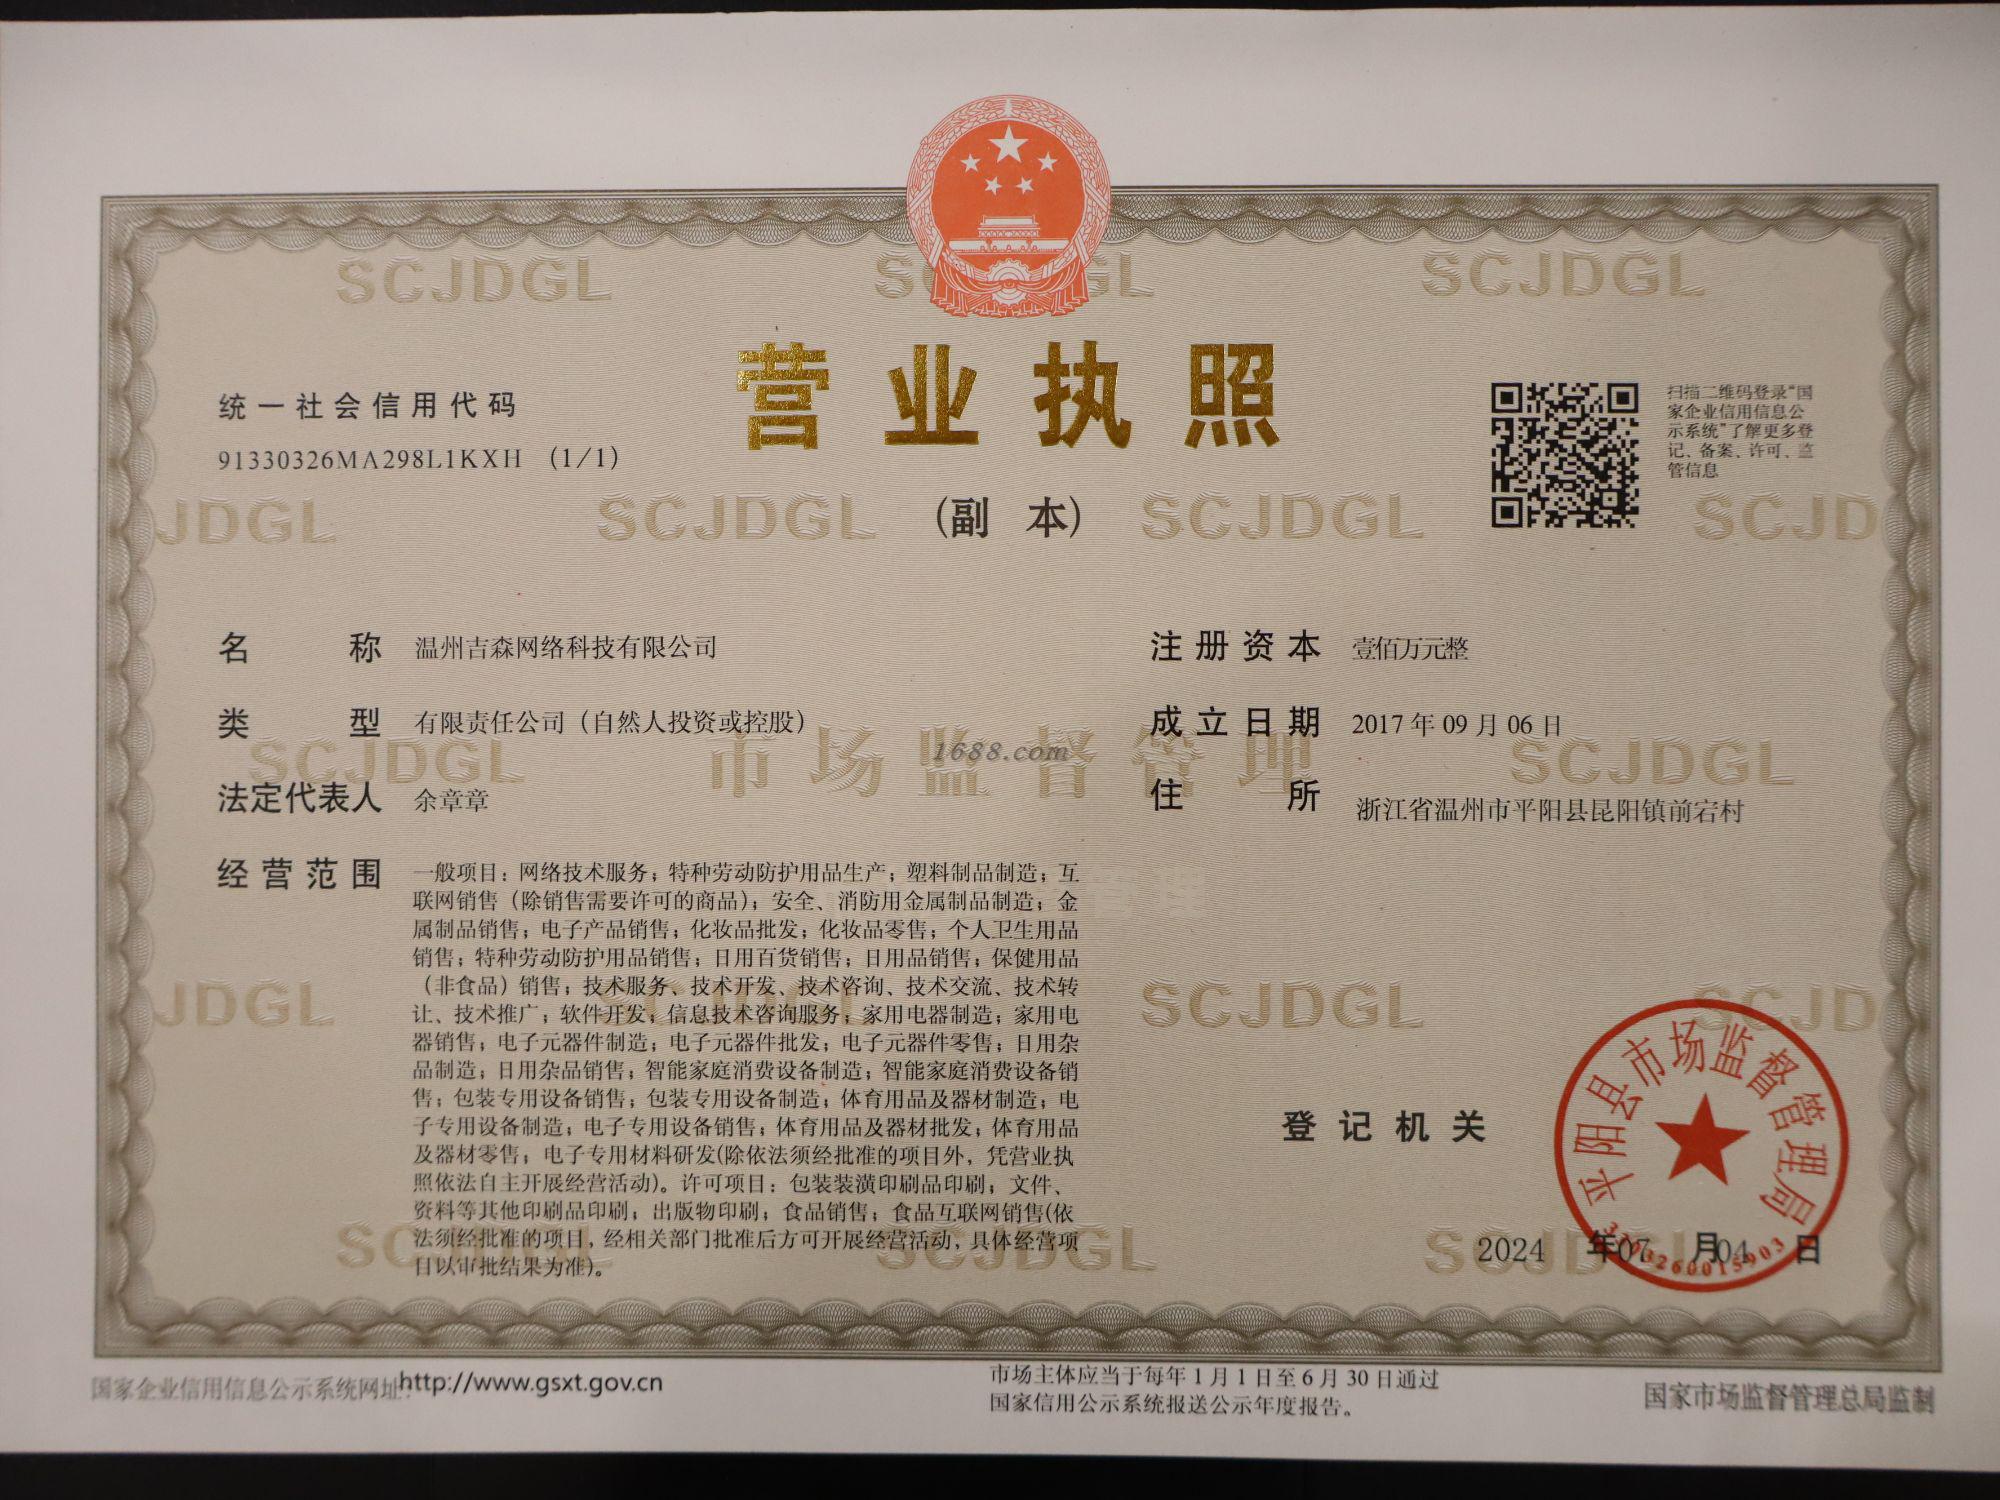 SCJDGL
SCJDGL
营业执照
(副 本)
统一社会信用代码
91330326MA298L1KXH (1/1)
扫描二维码登录“国
家企业信用信息公
示系统”了解更多登
记、备案、许可、监
管信息
JDGL
SCJDGL
SCJDGL
SCJD
名 称 温州吉森网络科技有限公司
类 型 有限责任公司（自然人投资或控股）
法定代表人 余章章
经营范围 一般项目：网络技术服务；特种劳动防护用品生产；塑料制品制造；互
联网销售（除销售需要许可的商品）；安全、消防用金属制品制造；金
属制品销售；电子产品销售；化妆品批发；化妆品零售；个人卫生用品
销售；特种劳动防护用品销售；日用百货销售；日用品销售；保健用品
（非食品）销售；技术服务、技术开发、技术咨询、技术交流、技术转
让、技术推广；软件开发；信息技术咨询服务；家用电器制造；家用电
器销售；电子元器件制造；电子元器件批发；电子元器件零售；日用杂
品制造；日用杂品销售；智能家庭消费设备制造；智能家庭消费设备销
售；包装专用设备销售；包装专用设备制造；体育用品及器材制造；电
子专用设备制造；电子专用设备销售；体育用品及器材批发；体育用品
及器材零售；电子专用材料研发(除依法须经批准的项目外，凭营业执
照依法自主开展经营活动)。许可项目：包装装潢印刷品印刷；文件、
资料等其他印刷品印刷；出版物印刷；食品销售；食品互联网销售(依
法须经批准的项目，经相关部门批准后方可开展经营活动，具体经营项
目以审批结果为准)。
注册资本 壹佰万元整
成立日期 2017年09月06日
住 所 浙江省温州市平阳县昆阳镇前宕村
SCJDGL
市场监督管理
SCJDGL
1688.com
JDGL
SCJDGL
SCJD
登记机关
平阳县市场监督管理局
2024 年07 月04 日
SCJDGL
SCJDGL
SCJDGL
国家企业信用信息公示系统网址：http://www.gsxt.gov.cn
市场主体应当于每年1月1日至6月30日通过
国家信用公示系统报送公示年度报告。
国家市场监督管理总局监制